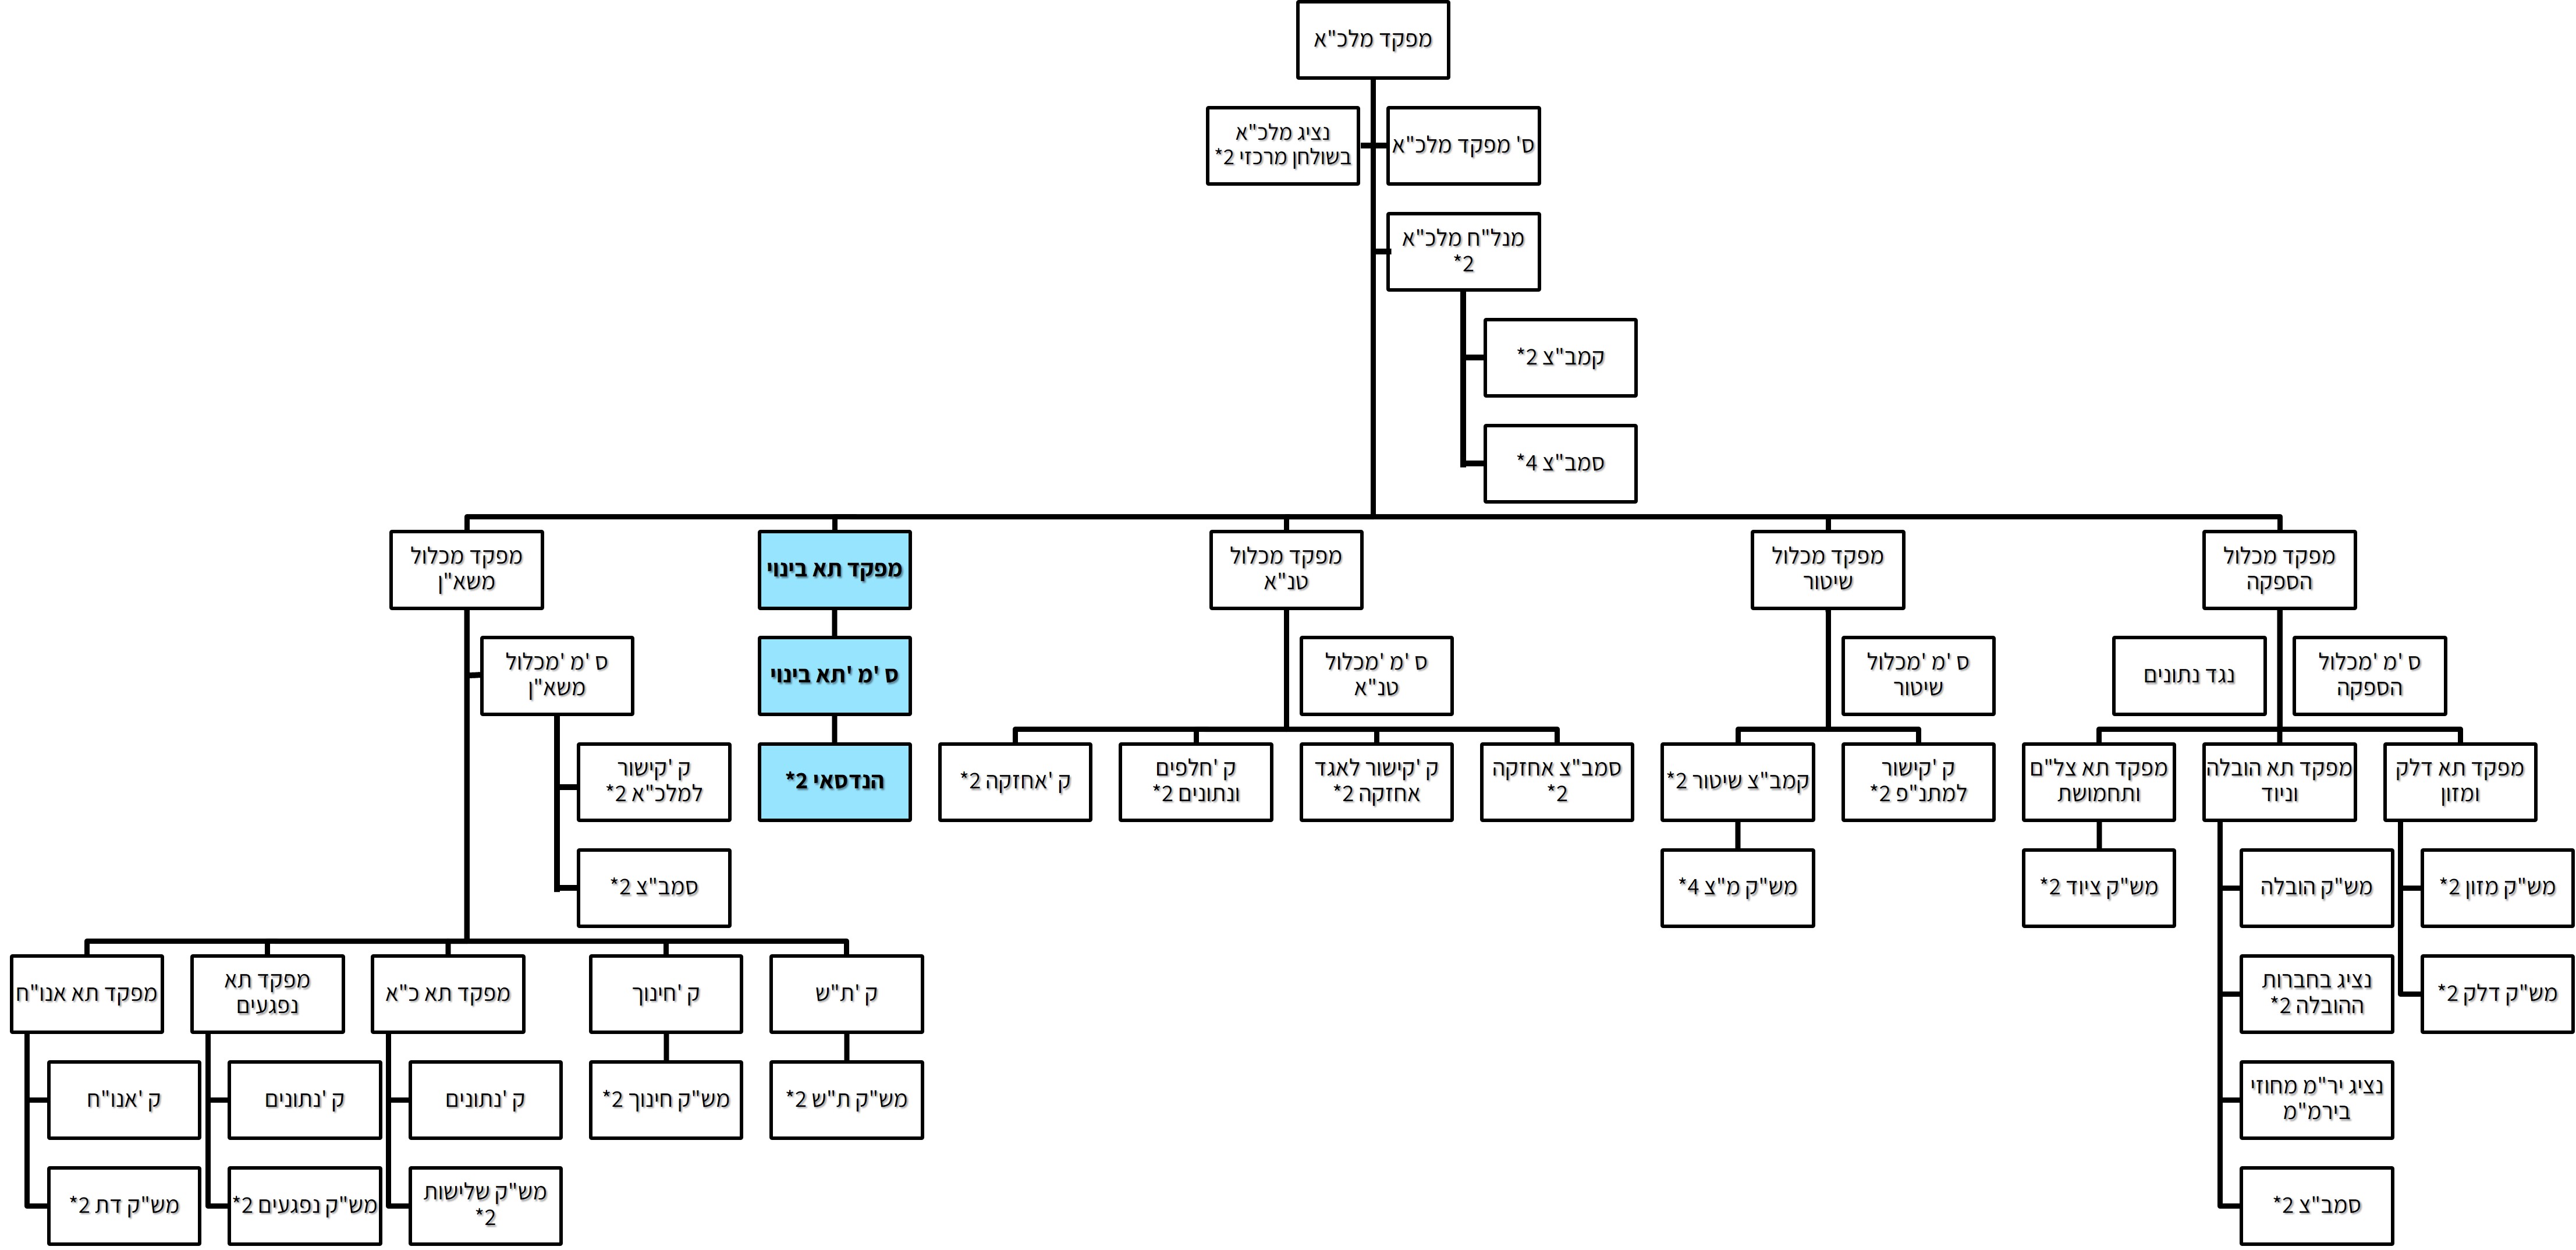 מפקד מלכ"א
ס' מפקד מלכ"א
נציג מלכ"א
בשולחן מרכזי 2*
מנל"ח מלכ"א
2*
קמב"צ 2*
סמב"צ 4*
מפקד מכלול
הספקה
מפקד מכלול
שיטור
מפקד מכלול
טנ"א
מפקד תא בינוי
מפקד מכלול
משא"ן
ס 'מ 'מכלול
הספקה
נגד נתונים
ס 'מ 'מכלול
שיטור
ס 'מ 'מכלול
טנ"א
ס 'מ 'תא בינוי
ס 'מ 'מכלול
משא"ן
מפקד תא דלק
ומזון
מפקד תא הובלה
וניוד
מפקד תא צל"ם
ותחמושת
ק 'קישור
למתנ"פ 2*
קמב"צ שיטור 2*
סמב"צ אחזקה
2*
ק 'קישור לאגד
אחזקה 2*
ק 'חלפים
ונתונים 2*
ק 'אחזקה 2*
הנדסאי 2*
ק 'קישור
למלכ"א 2*
מש"ק מזון 2*
מש"ק הובלה
מש"ק ציוד 2*
מש"ק מ"צ 4*
סמב"צ 2*
מש"ק דלק 2*
נציג בחברות
ההובלה 2*
ק 'ת"ש
ק 'חינוך
מפקד תא כ"א
מפקד תא
נפגעים
מפקד תא אנו"ח
נציג יר"מ מחוזי
בירמ"מ
מש"ק ת"ש 2*
מש"ק חינוך 2*
ק 'נתונים
ק 'נתונים
ק 'אנו"ח
סמב"צ 2*
מש"ק שלישות
2*
מש"ק נפגעים 2*
מש"ק דת 2*